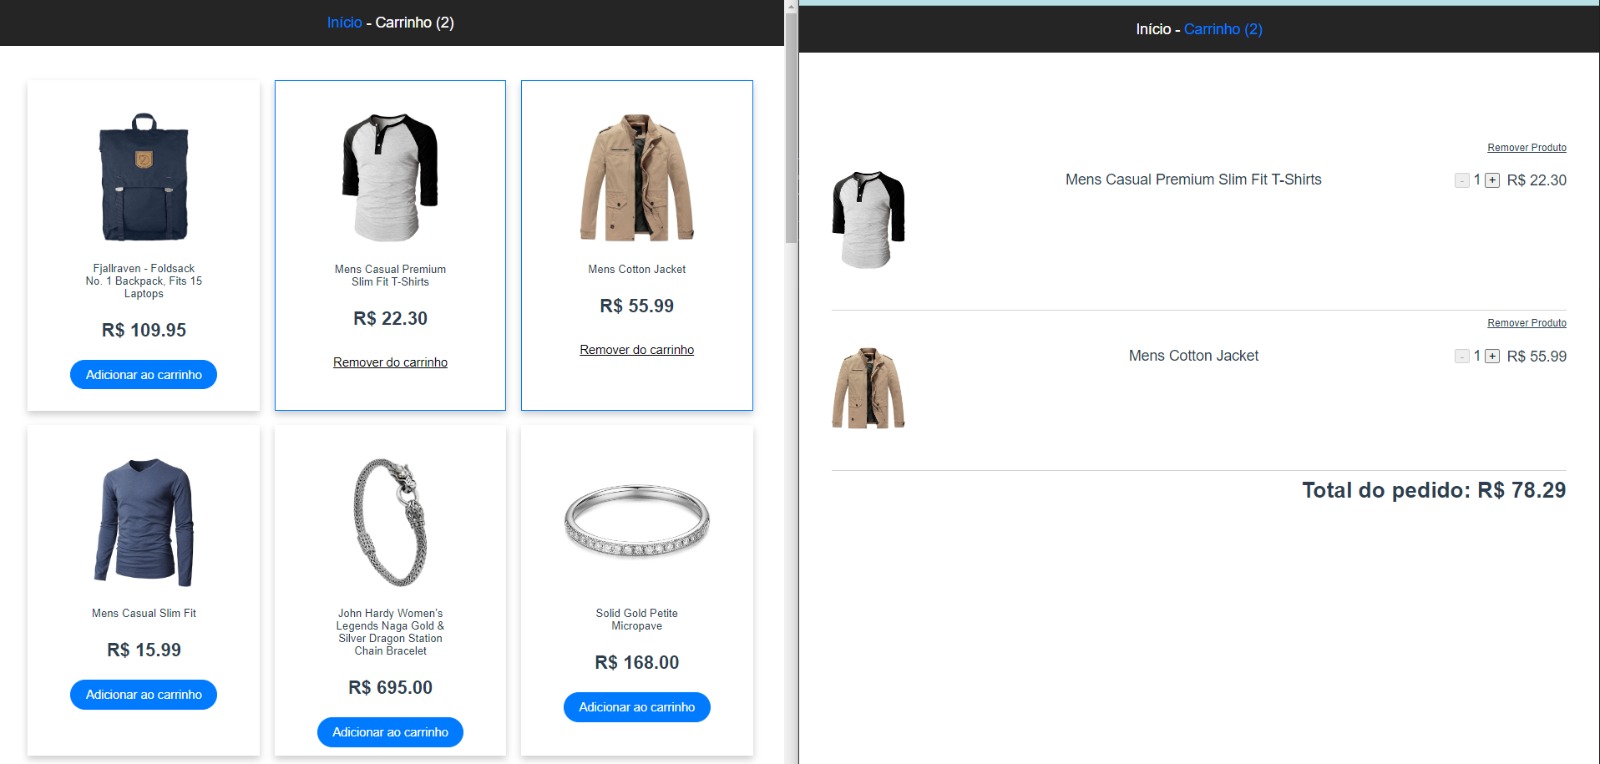 Início - Carrinho (2)
Fjallraven - Foldsack
No. 1 Backpack, Fits 15
Laptops
R$ 109.95
Adicionar ao carrinho
Mens Casual Premium
Slim Fit T-Shirts
R$ 22.30
Remover do carrinho
Mens Cotton Jacket
R$ 55.99
Remover do carrinho
Mens Casual Slim Fit
R$ 15.99
Adicionar ao carrinho
John Hardy Women's
Legends Naga Gold &
Silver Dragon Station
Chain Bracelet
R$ 695.00
Adicionar ao carrinho
Solid Gold Petite
Micropave
R$ 168.00
Adicionar ao carrinho
Início - Carrinho (2)
Remover Produto
Mens Casual Premium Slim Fit T-Shirts - 1 + R$ 22.30
Remover Produto
Mens Cotton Jacket - 1 + R$ 55.99
Total do pedido: R$ 78.29